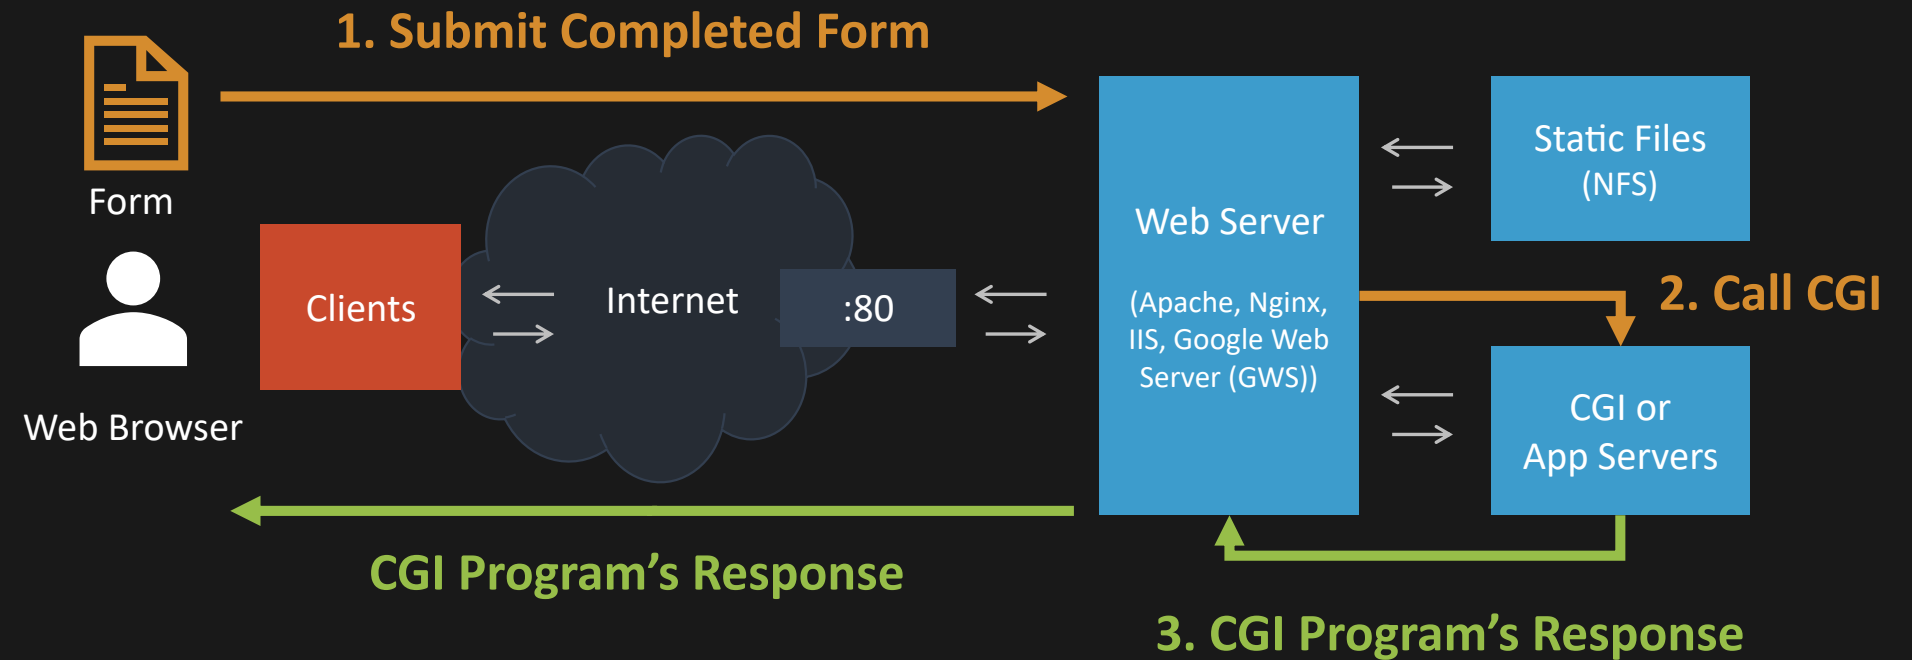 1. Submit Completed Form
Form
Web Browser
Clients
Internet
:80
Web Server
(Apache, Nginx,
IIS, Google Web
Server (GWS))
Static Files
(NFS)
2. Call CGI
CGI or
App Servers
CGI Program’s Response
3. CGI Program’s Response